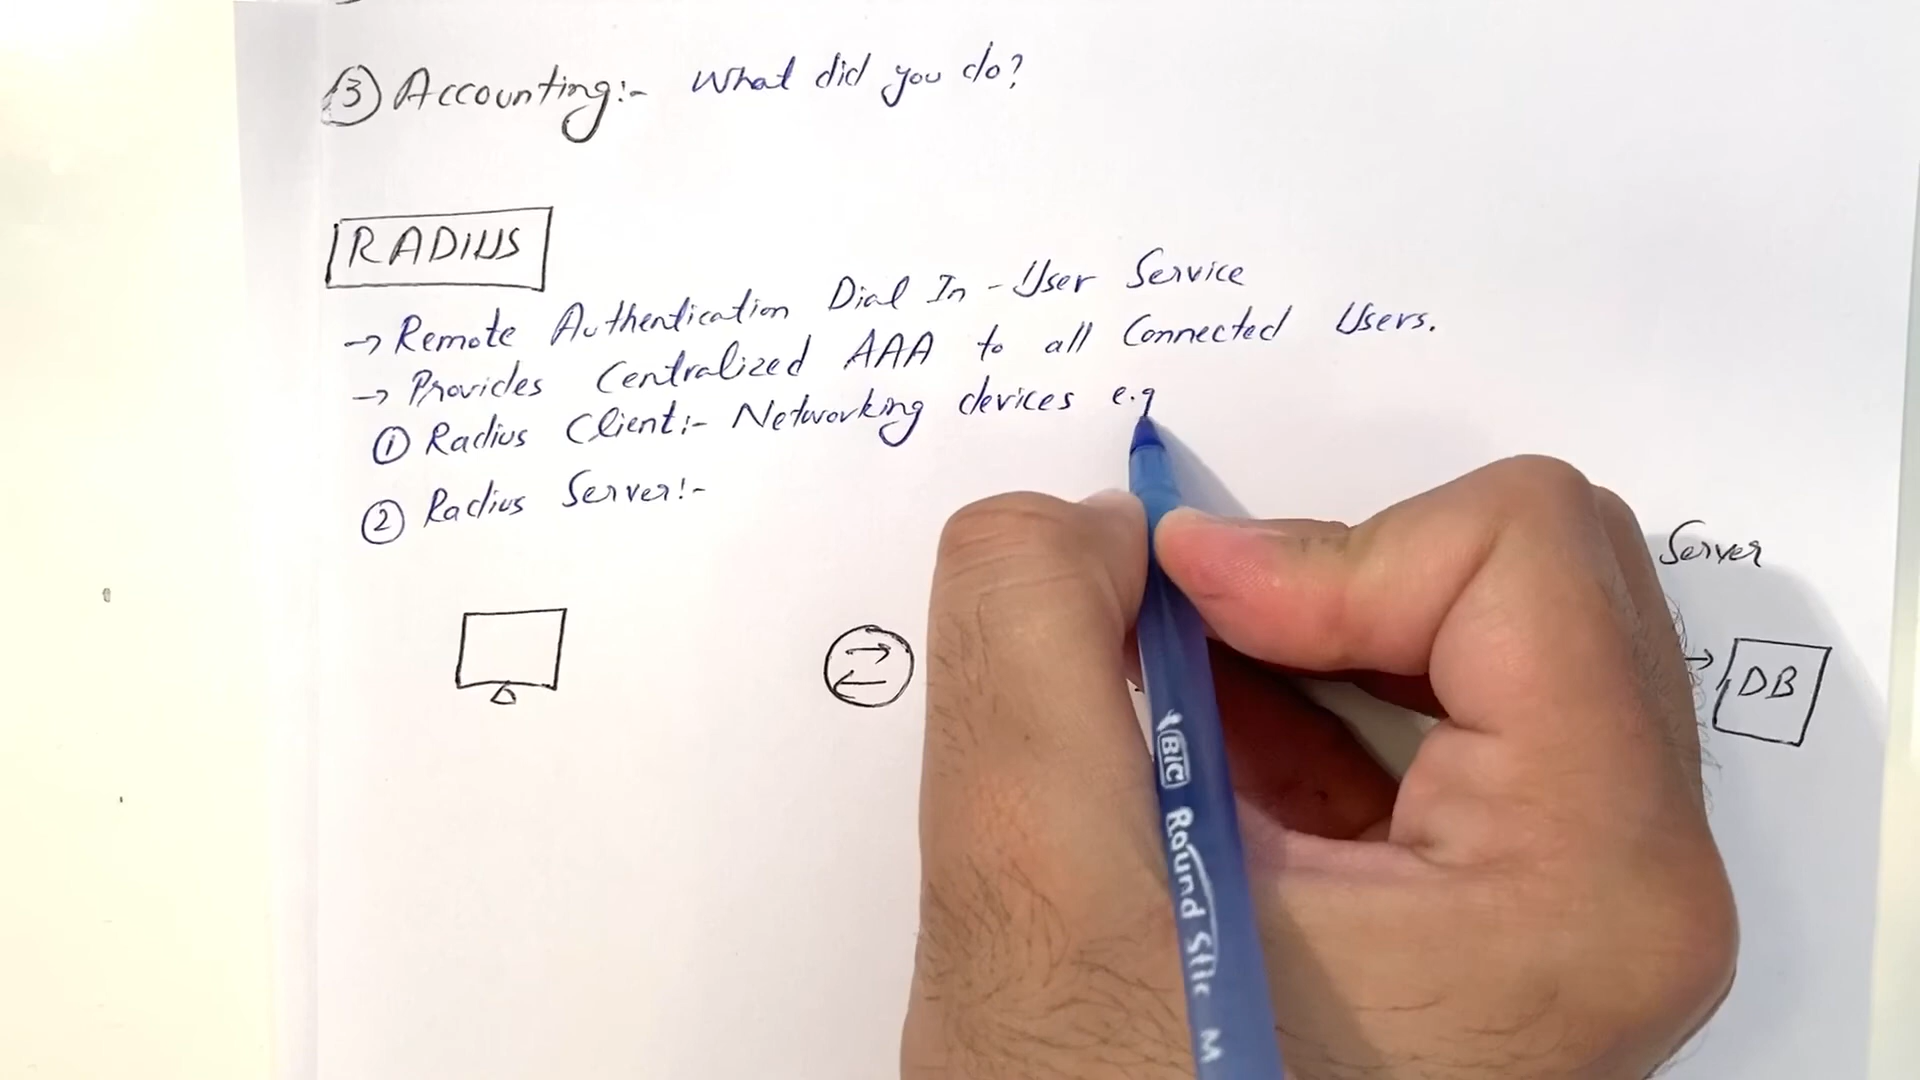 ③ Accounting:- What did you do?
RADIUS
→ Remote Authentication Dial In - User Service
→ Provides Centralized AAA to all Connected Users.
① Radius Client:- Networking devices e.g
② Radius Server:-
Server
DB
BIC Round Stic M